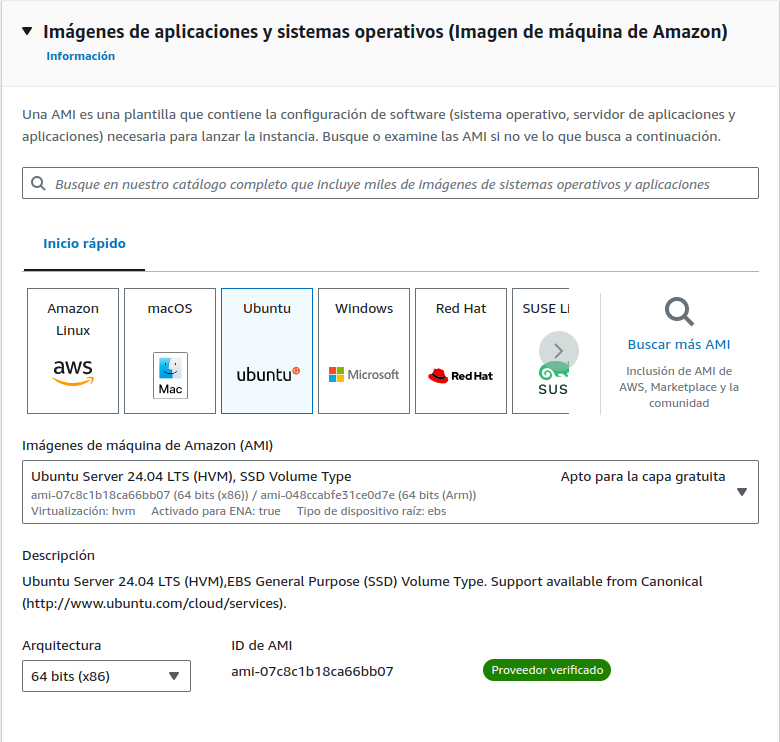 Imágenes de aplicaciones y sistemas operativos (Imagen de máquina de Amazon)
Información
Una AMI es una plantilla que contiene la configuración de software (sistema operativo, servidor de aplicaciones y
aplicaciones) necesaria para lanzar la instancia. Busque o examine las AMI si no ve lo que busca a continuación.
Busque en nuestro catálogo completo que incluye miles de imágenes de sistemas operativos y aplicaciones
Inicio rápido
Amazon
Linux
aws
macOS
Mac
Ubuntu
ubuntu
Windows
Microsoft
Red Hat
Red Hat
SUSE Li
SUS
Buscar más AMI
Inclusión de AMI de
AWS, Marketplace y la
comunidad
Imágenes de máquina de Amazon (AMI)
Ubuntu Server 24.04 LTS (HVM), SSD Volume Type Apto para la capa gratuita
ami-07c8c1b18ca66bb07 (64 bits (x86)) / ami-048ccabfe31ce0d7e (64 bits (Arm))
Virtualización: hvm Activado para ENA: true Tipo de dispositivo raíz: ebs
Descripción
Ubuntu Server 24.04 LTS (HVM),EBS General Purpose (SSD) Volume Type. Support available from Canonical
(http://www.ubuntu.com/cloud/services).
Arquitectura
64 bits (x86)
ID de AMI
ami-07c8c1b18ca66bb07
Proveedor verificado